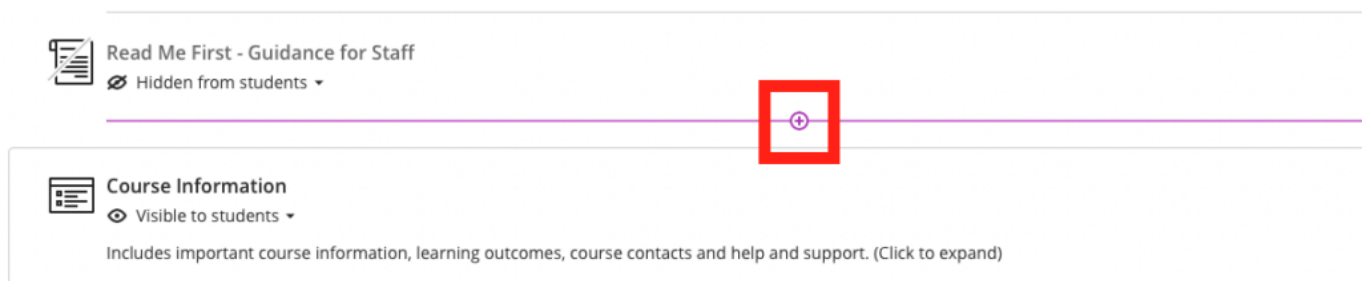 Read Me First - Guidance for Staff
Hidden from students
Course Information
Visible to students
Includes important course information, learning outcomes, course contacts and help and support. (Click to expand)